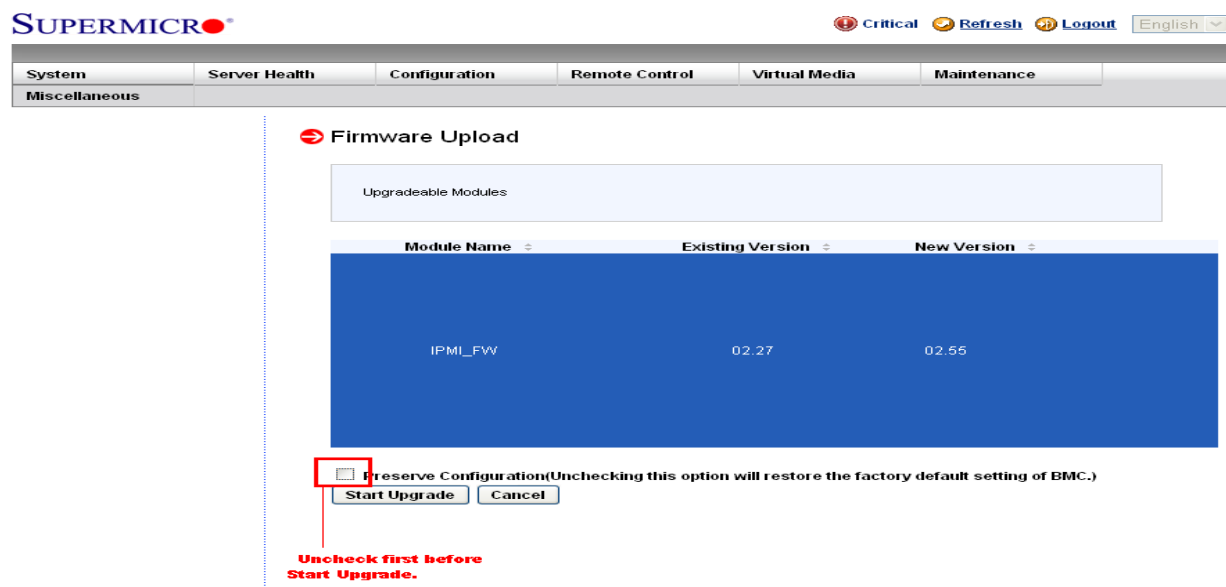 SUPERMICRO
Critical Refresh Logout English
System Server Health Configuration Remote Control Virtual Media Maintenance
Miscellaneous
Firmware Upload
Upgradeable Modules
Module Name Existing Version New Version
IPMI_FW 02.27 02.55
Preserve Configuration(Unchecking this option will restore the factory default setting of BMC.)
Start Upgrade Cancel
Uncheck first before
Start Upgrade.